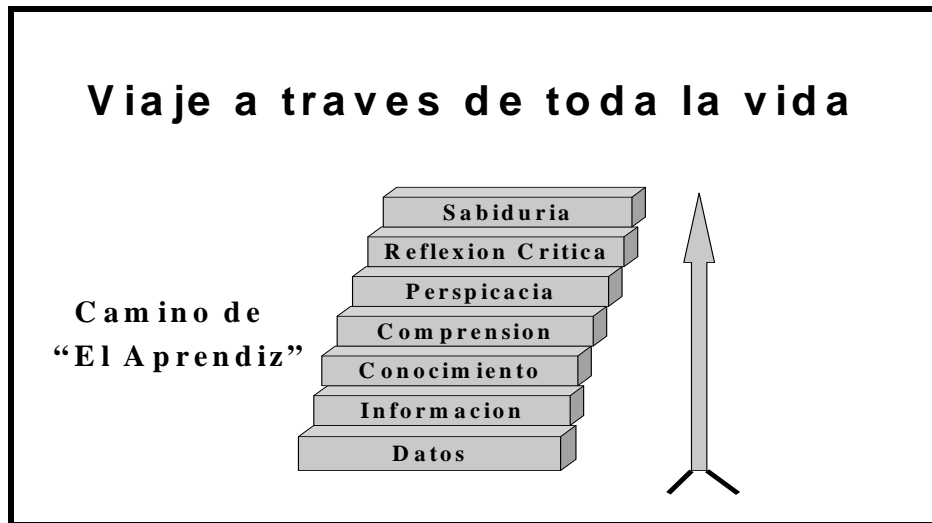 Viaje a traves de toda la vida
Sabiduria
Reflexion Critica
Perspicacia
Camino de
Comprension
"El Aprendiz"
Conocimiento
Informacion
Datos